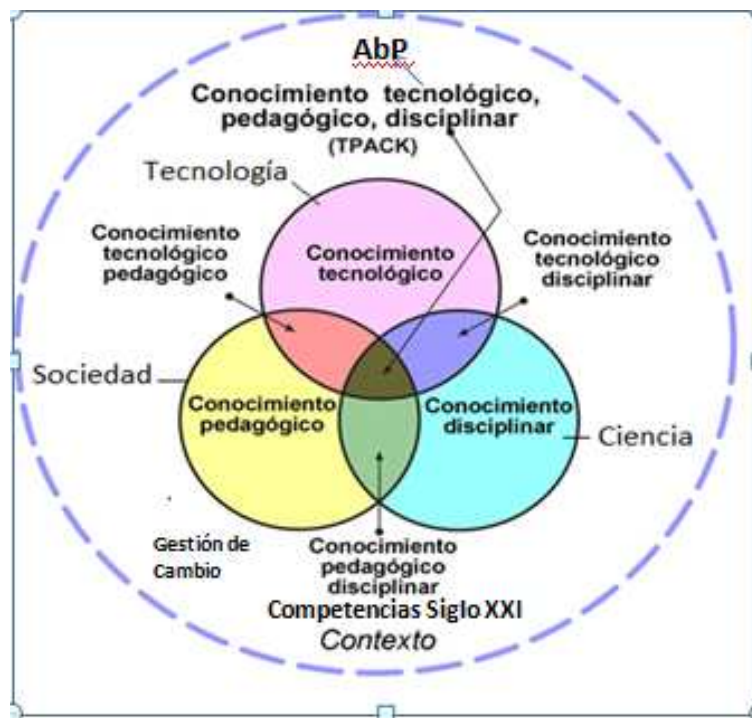 AbP
Conocimiento tecnológico,
pedagógico, disciplinar
(TPACK)
Tecnología
Conocimiento
tecnológico
pedagógico
Conocimiento
tecnológico
Conocimiento
tecnológico
disciplinar
Sociedad
Conocimiento
pedagógico
Conocimiento
disciplinar
Ciencia
Gestión de
Cambio
Conocimiento
pedagógico
disciplinar
Competencias Siglo XXI
Contexto